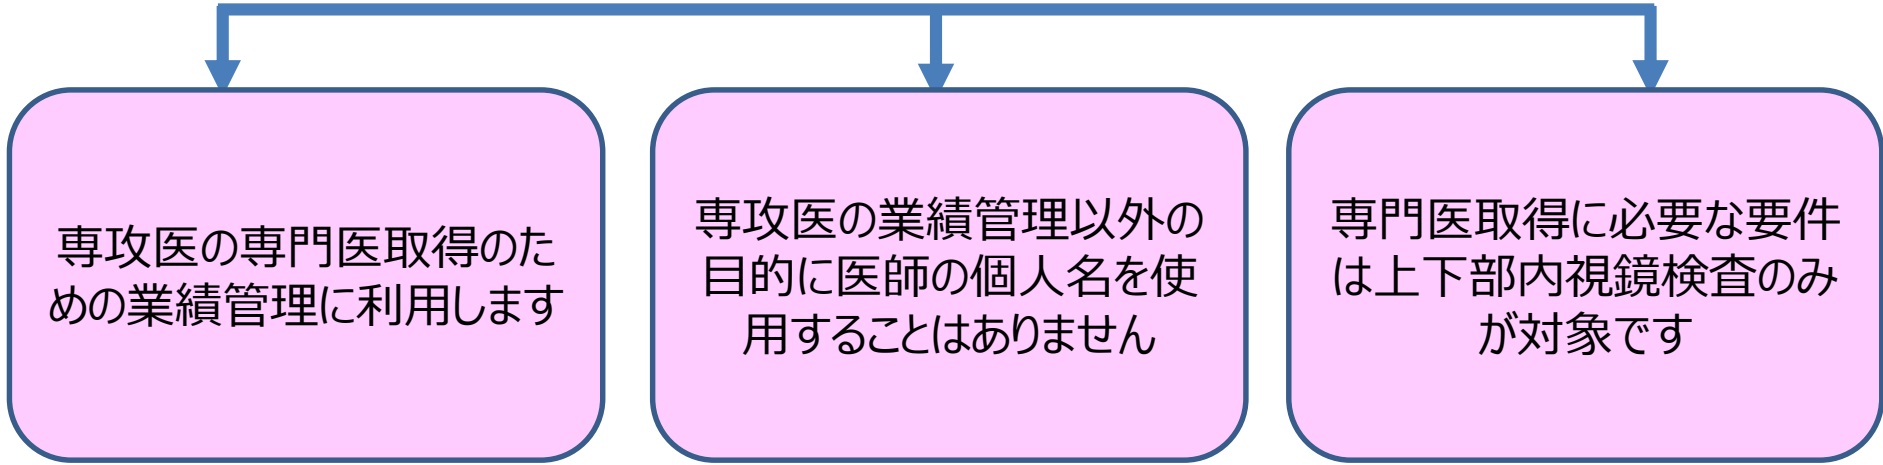 専攻医の専門医取得のた
めの業績管理に利用します
専攻医の業績管理以外の
目的に医師の個人名を使
用することはありません
専門医取得に必要な要件
は上下部内視鏡検査のみ
が対象です